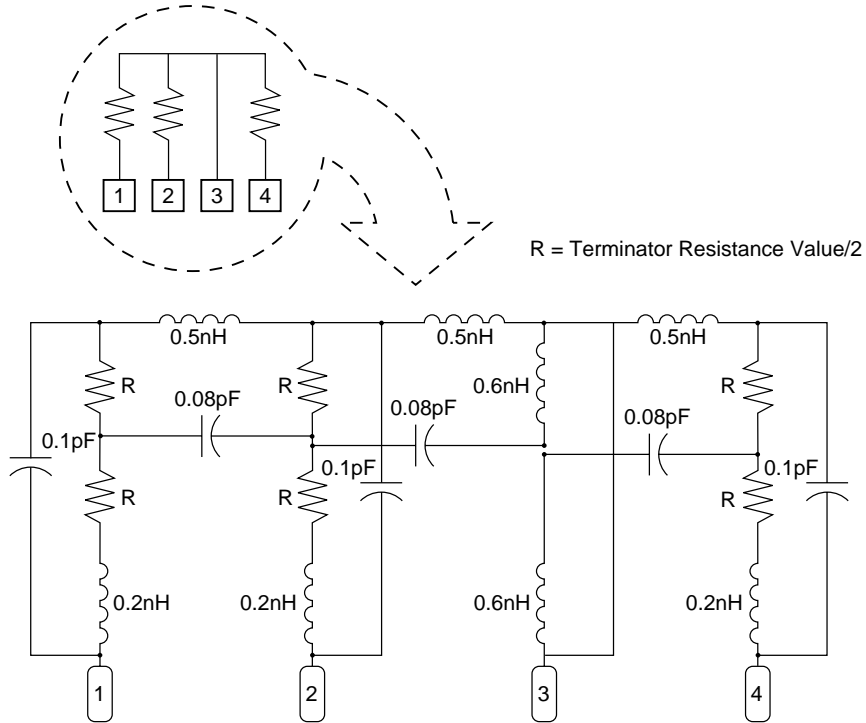 1 2 3 4
R = Terminator Resistance Value/2
0.5nH 0.5nH 0.5nH
R R 0.6nH R
0.08pF 0.08pF 0.08pF
0.1pF 0.1pF 0.1pF
R R R
0.2nH 0.2nH 0.6nH 0.2nH
1 2 3 4